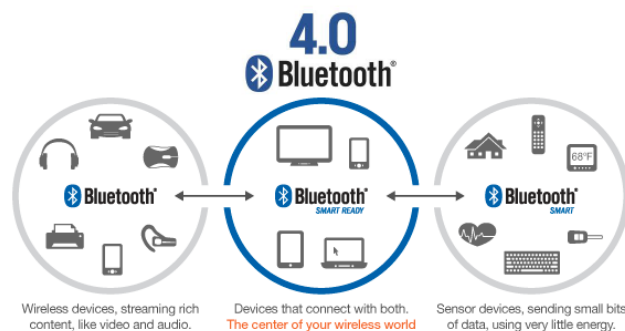 4.0
Bluetooth®
68°F
Bluetooth®
Bluetooth®
SMART READY
Bluetooth®
SMART
Wireless devices, streaming rich
content, like video and audio.
Devices that connect with both.
The center of your wireless world
Sensor devices, sending small bits
of data, using very little energy.